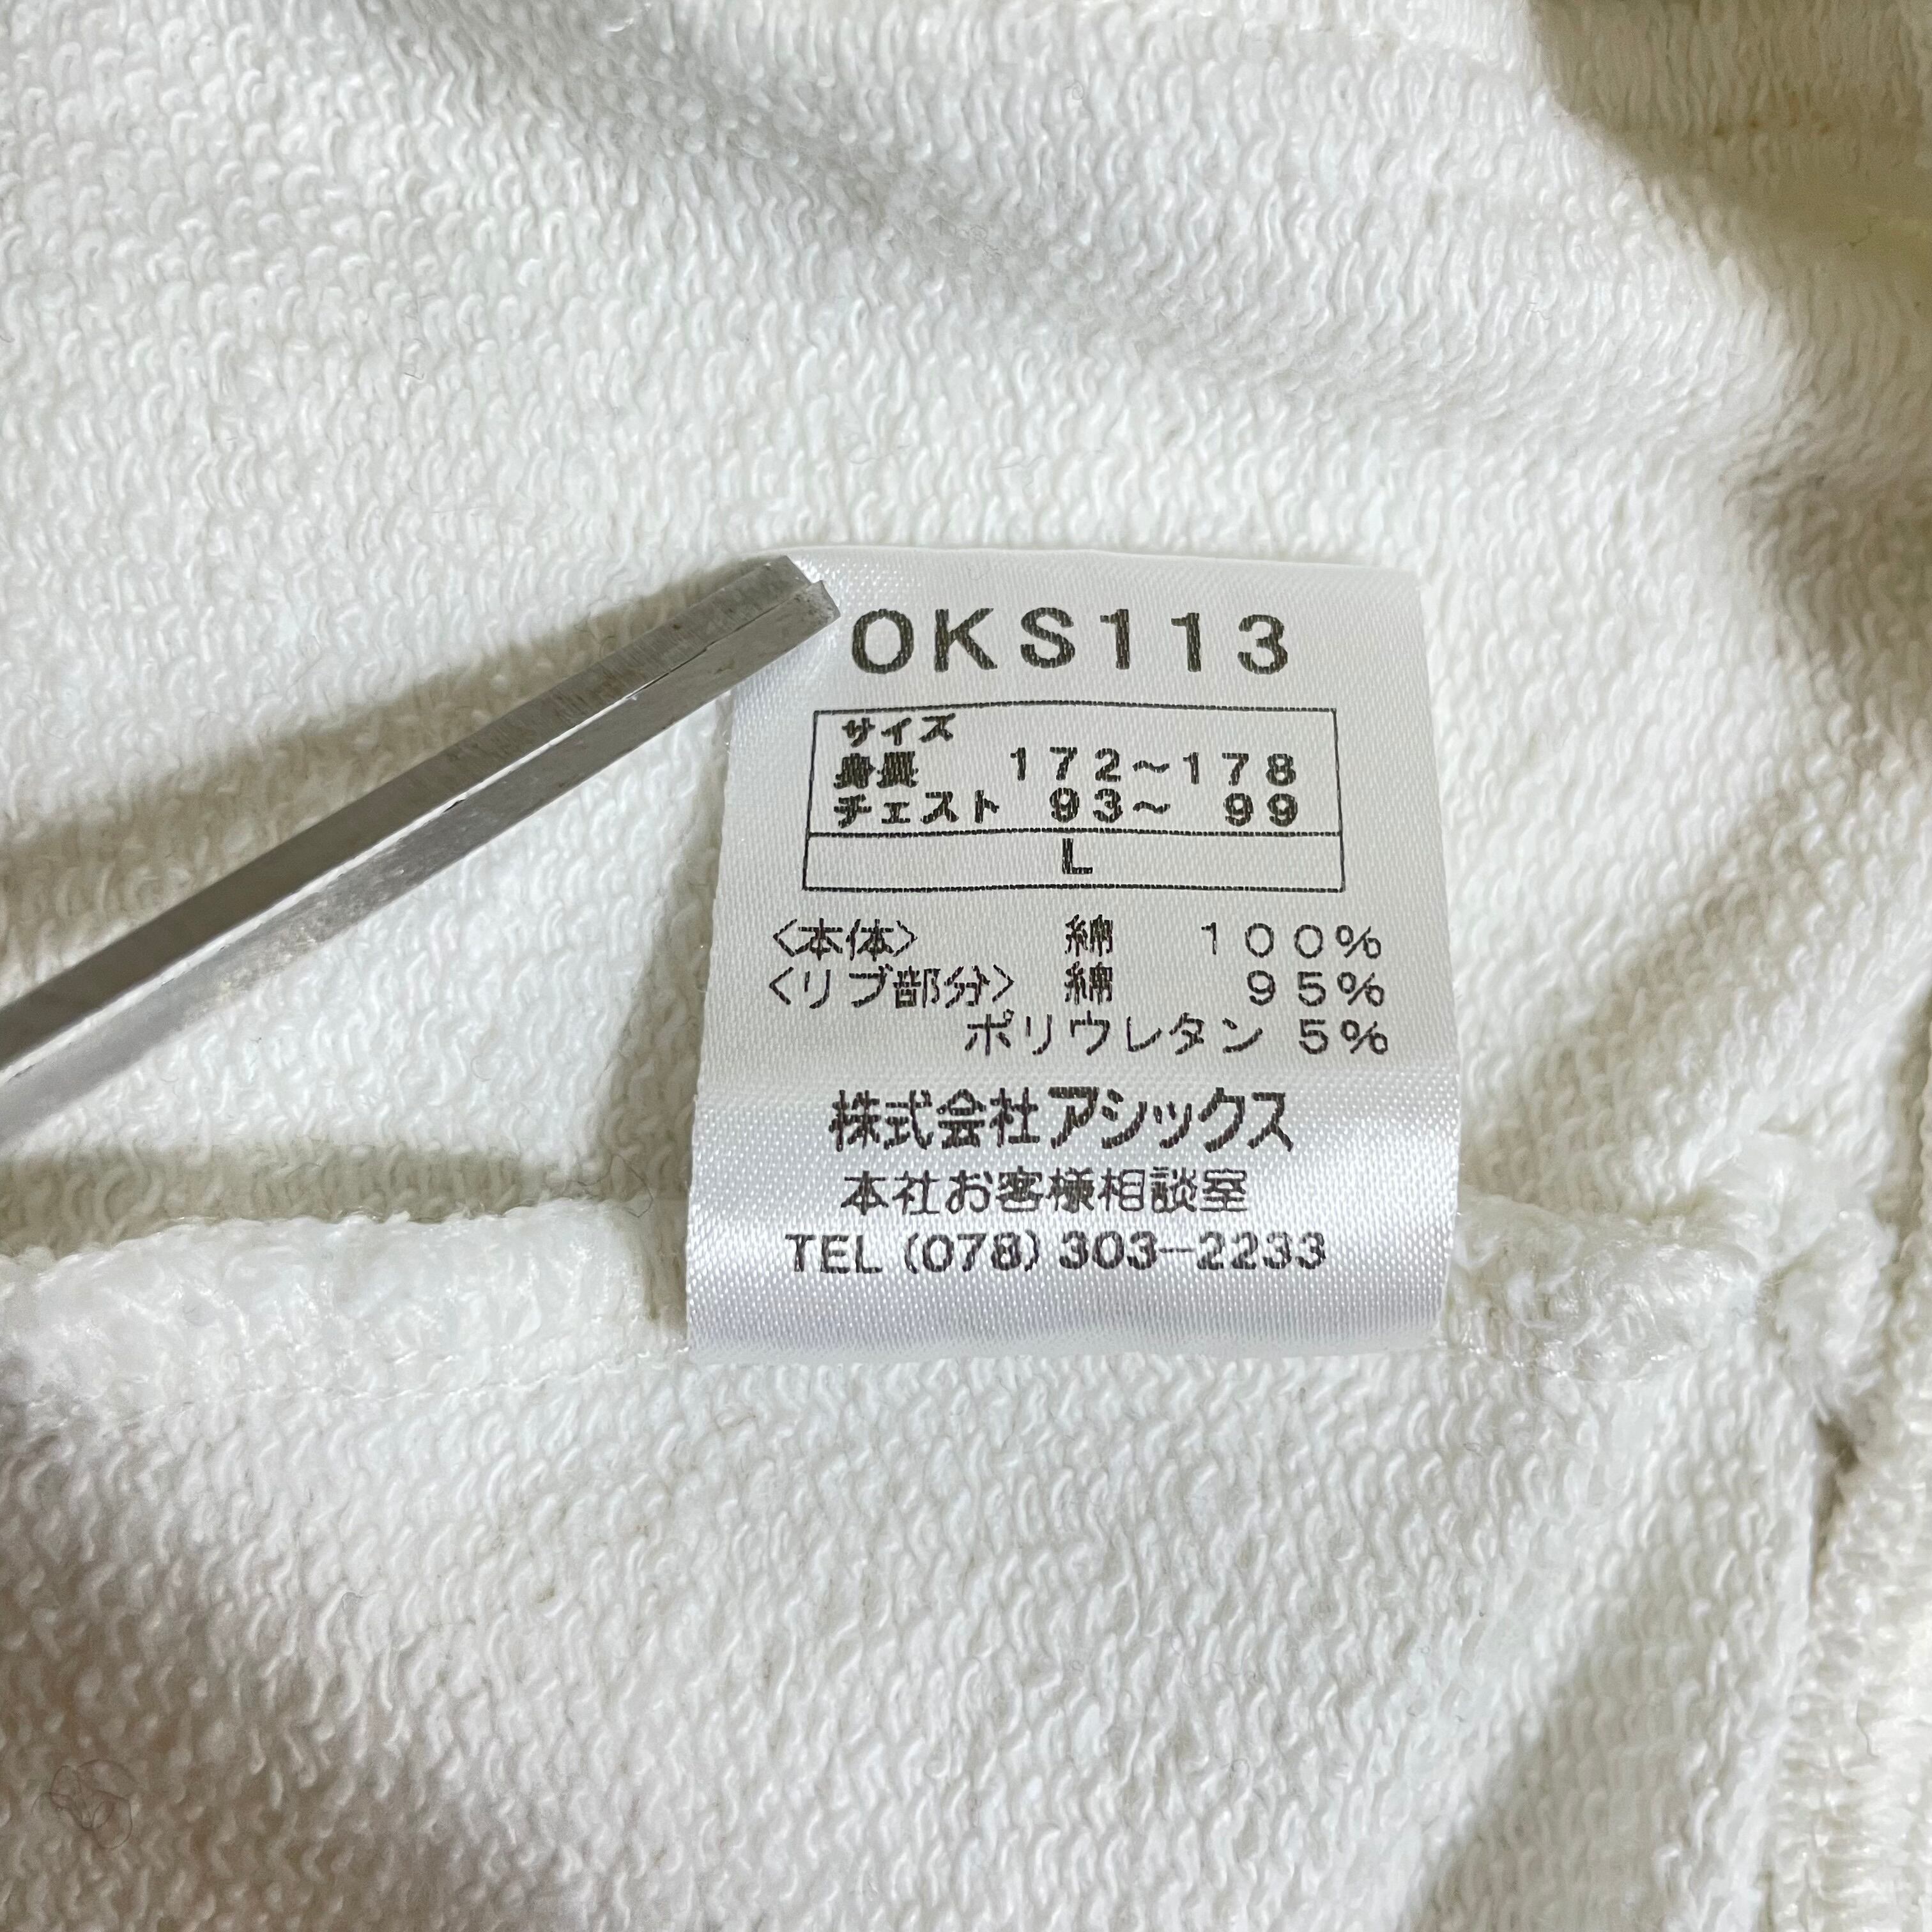 OKS113
サイズ
身長 172〜178
チェスト 93〜 99
L
<本体> 綿 100%
<リブ部分> 綿 95%
ポリウレタン 5%
株式会社アシックス
本社お客様相談室
TEL (078) 303-2233